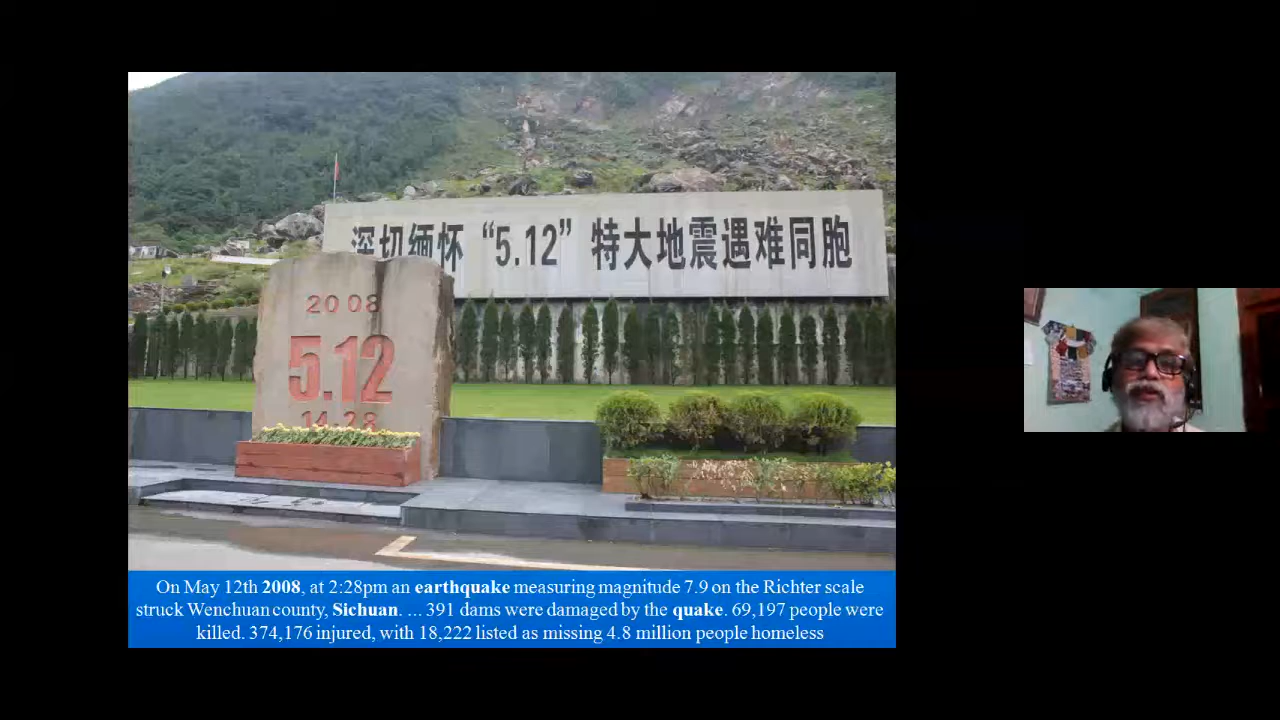 深切缅怀“5.12”特大地震遇难同胞
2008
5.12
14:28
On May 12th 2008, at 2:28pm an earthquake measuring magnitude 7.9 on the Richter scale
struck Wenchuan county, Sichuan. ... 391 dams were damaged by the quake. 69,197 people were
killed. 374,176 injured, with 18,222 listed as missing 4.8 million people homeless